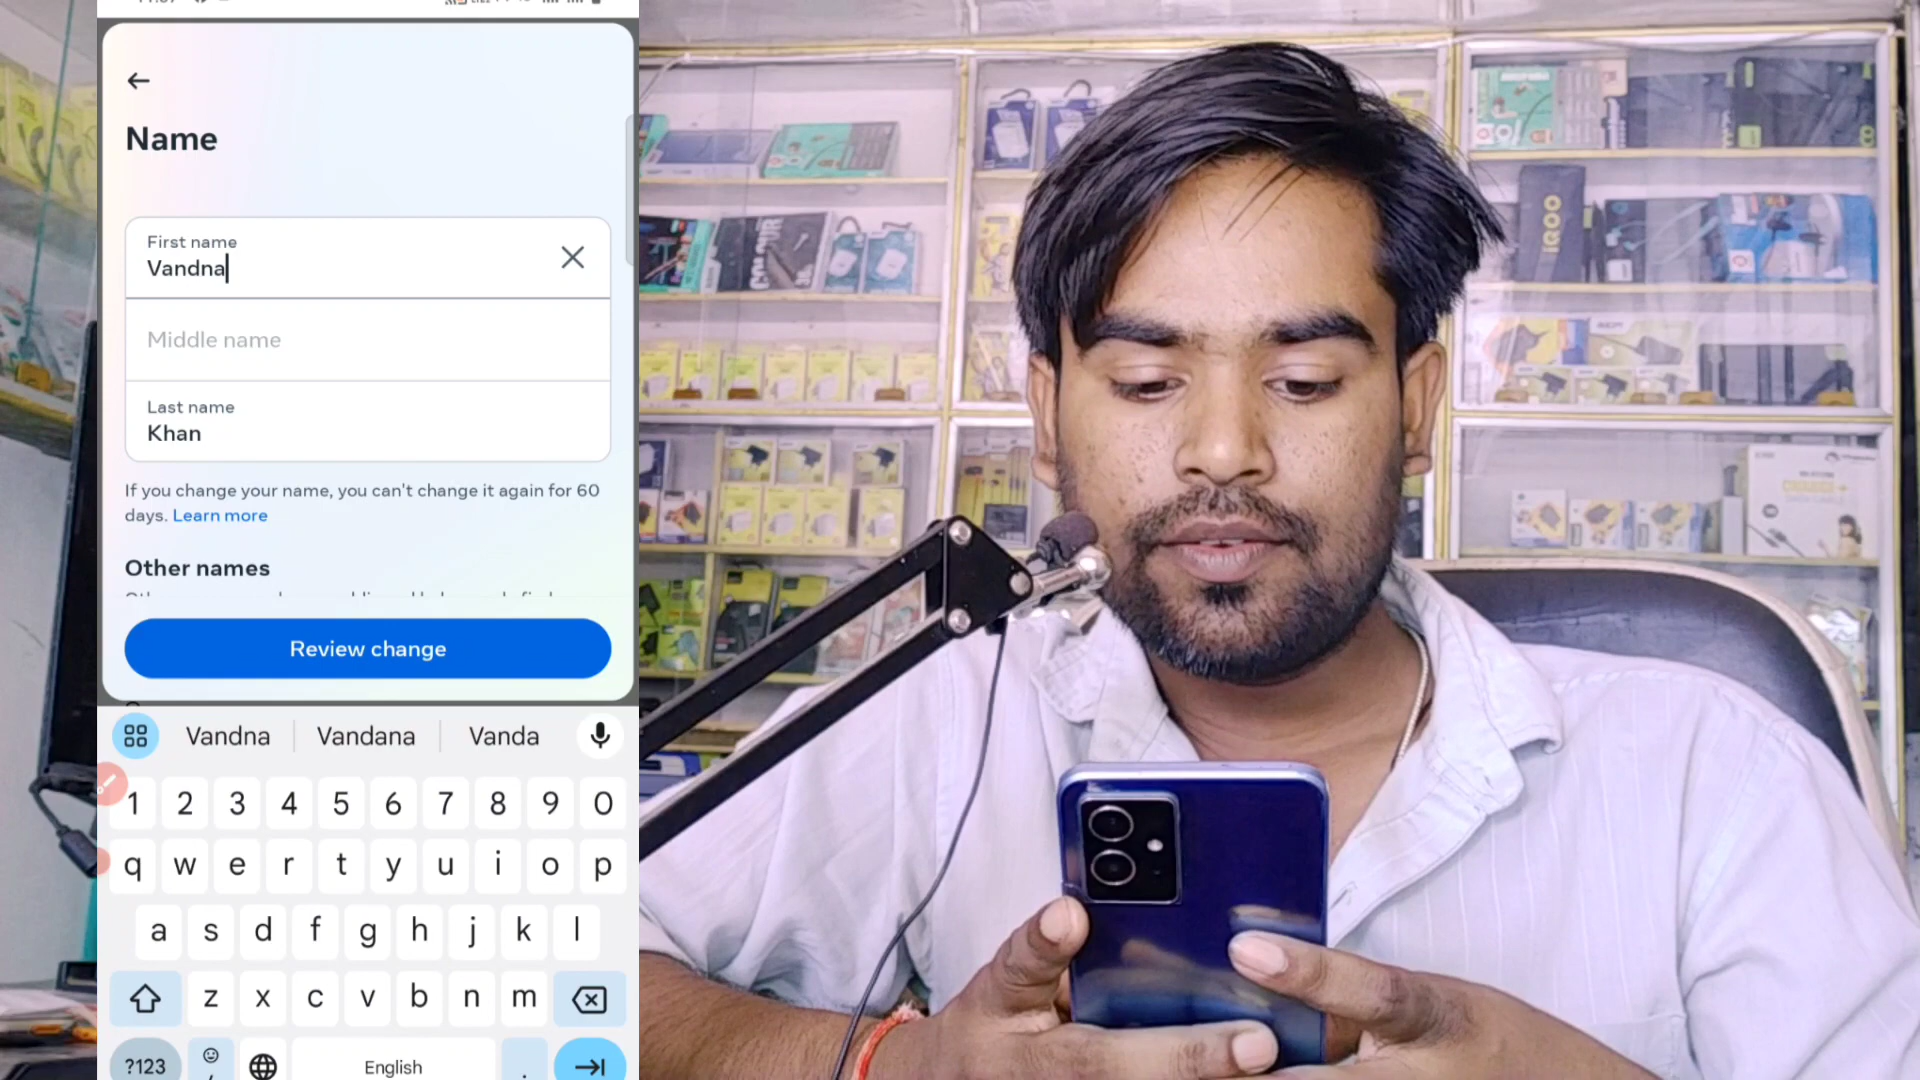 Name
First name
Vandna
Middle name
Last name
Khan
If you change your name, you can't change it again for 60
days. Learn more
Other names
Review change
Vandna Vandana Vanda
1 2 3 4 5 6 7 8 9 0
q w e r t y u i o p
a s d f g h j k l
z x c v b n m
?123 English .
iQOO
COLOUR